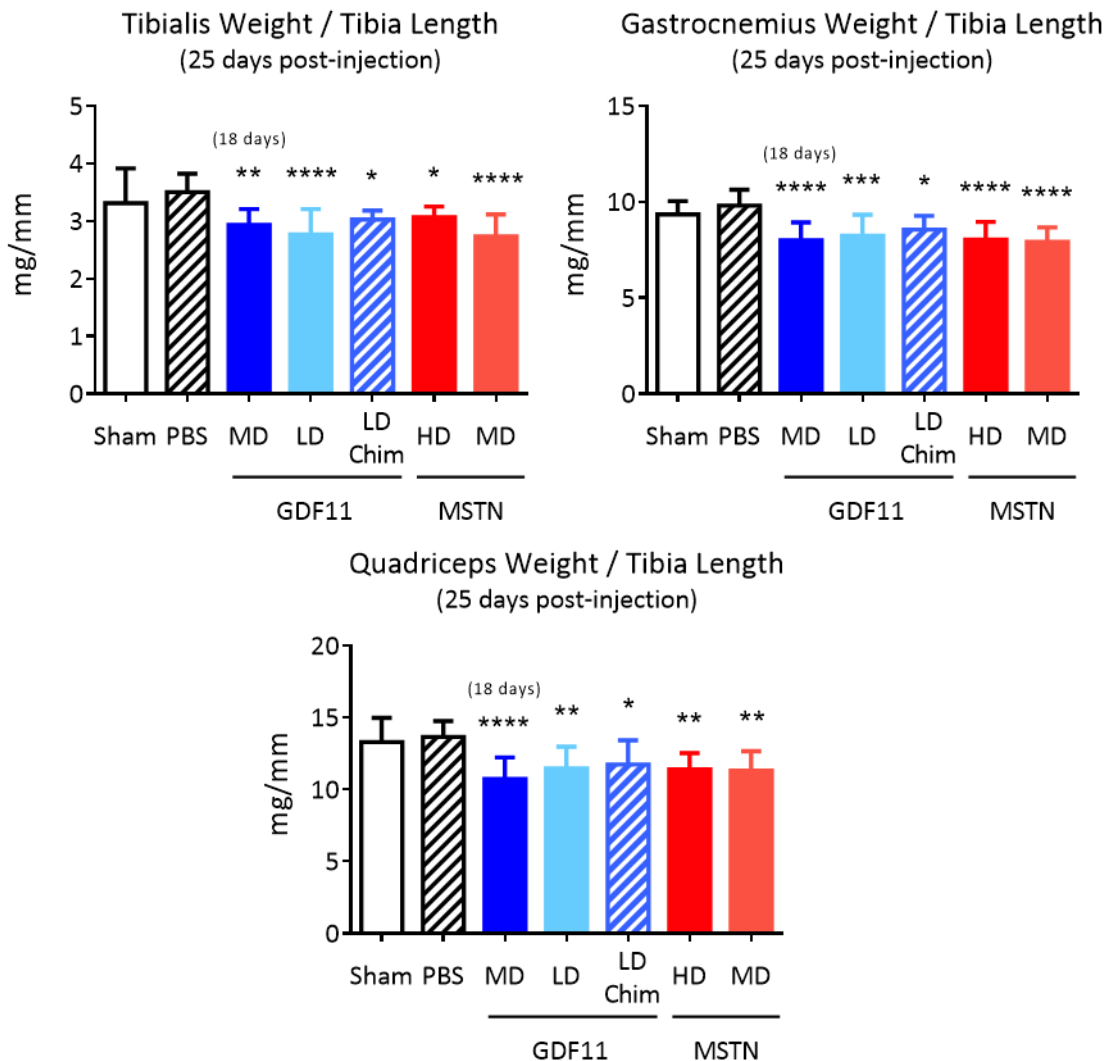 Tibialis Weight / Tibia Length
(25 days post-injection)
5
4
3
2
1
0
mg/mm
(18 days)
** **** * * ****
Sham PBS MD LD LD Chim HD MD
GDF11 MSTN
Gastrocnemius Weight / Tibia Length
(25 days post-injection)
15
10
5
0
mg/mm
(18 days)
**** *** * **** ****
Sham PBS MD LD LD Chim HD MD
GDF11 MSTN
Quadriceps Weight / Tibia Length
(25 days post-injection)
20
15
10
5
0
mg/mm
(18 days)
**** ** * ** **
Sham PBS MD LD LD Chim HD MD
GDF11 MSTN